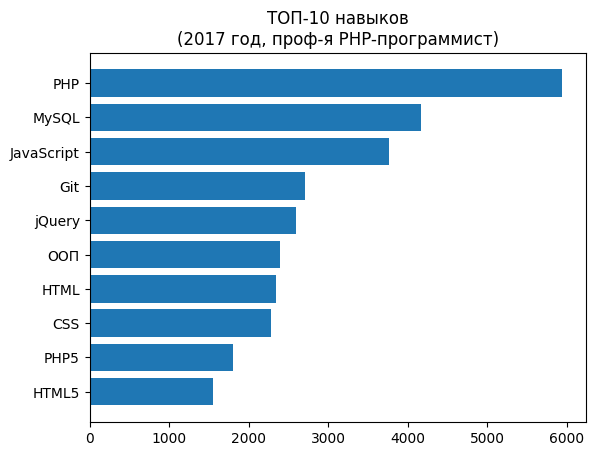 ТОП-10 навыков
(2017 год, проф-я PHP-программист)
PHP
MySQL
JavaScript
Git
jQuery
ООП
HTML
CSS
PHP5
HTML5
0 1000 2000 3000 4000 5000 6000